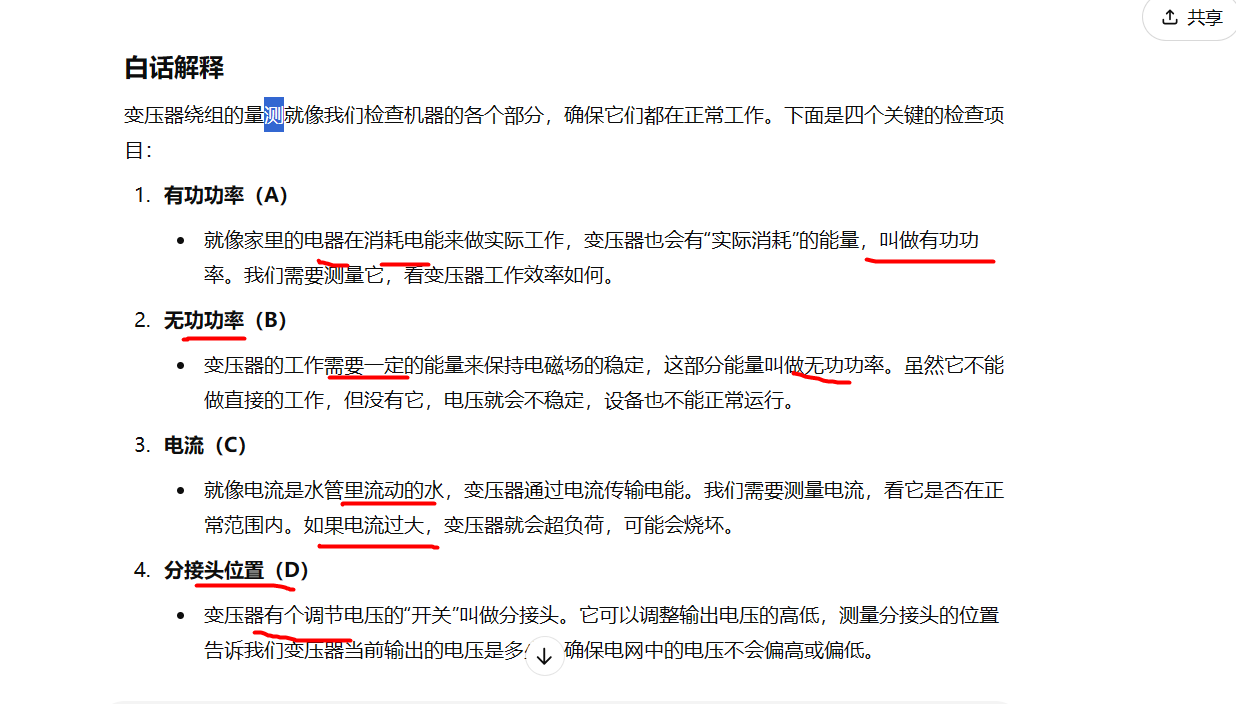 共享
白话解释
变压器绕组的量测就像我们检查机器的各个部分，确保它们都在正常工作。下面是四个关键的检查项
目：
1. 有功功率（A）
• 就像家里的电器在消耗电能来做实际工作，变压器也会有“实际消耗”的能量，叫做有功功
率。我们需要测量它，看变压器工作效率如何。
2. 无功功率（B）
• 变压器的工作需要一定的能量来保持电磁场的稳定，这部分能量叫做无功功率。虽然它不能
做直接的工作，但没有它，电压就会不稳定，设备也不能正常运行。
3. 电流（C）
• 就像电流是水管里流动的水，变压器通过电流传输电能。我们需要测量电流，看它是否在正
常范围内。如果电流过大，变压器就会超负荷，可能会烧坏。
4. 分接头位置（D）
• 变压器有个调节电压的“开关”叫做分接头。它可以调整输出电压的高低，测量分接头的位置
告诉我们变压器当前输出的电压是多 确保电网中的电压不会偏高或偏低。